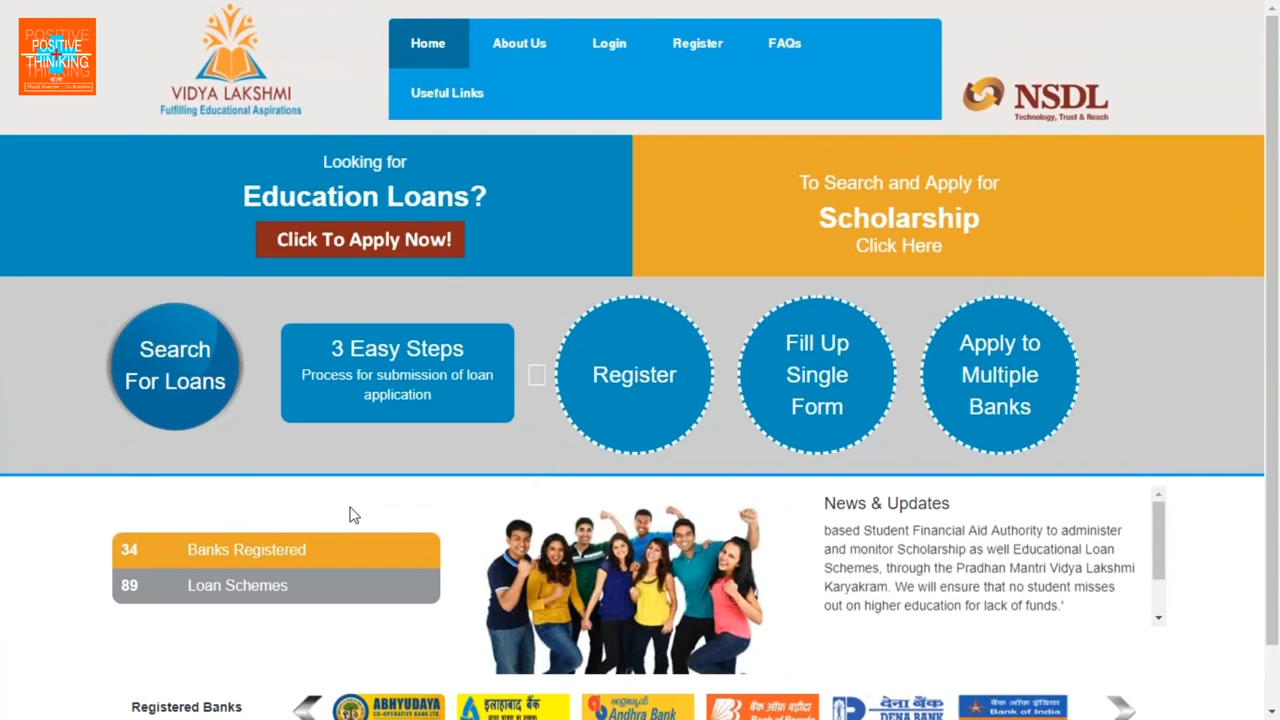 POSITIVE
POSITIVE
THINKING
THINKING
বাংলা
VIDYA LAKSHMI
Fulfilling Educational Aspirations
Home
About Us
Login
Register
FAQs
Useful Links
NSDL
Technology, Trust & Reach
Looking for
Education Loans?
Click To Apply Now!
To Search and Apply for
Scholarship
Click Here
Search
For Loans
3 Easy Steps
Process for submission of loan
application
Register
Fill Up
Single
Form
Apply to
Multiple
Banks
34 Banks Registered
89 Loan Schemes
News & Updates
based Student Financial Aid Authority to administer
and monitor Scholarship as well Educational Loan
Schemes, through the Pradhan Mantri Vidya Lakshmi
Karyakram. We will ensure that no student misses
out on higher education for lack of funds.'
Registered Banks
ABHYUDAYA
CO-OPERATIVE BANK LTD.
इलाहाबाद बैंक
Andhra Bank
बैंक ऑफ़ बड़ौदा
Bank of Baroda
देना बैंक
DENA BANK
बैंक ऑफ़ इंडिया
Bank of India